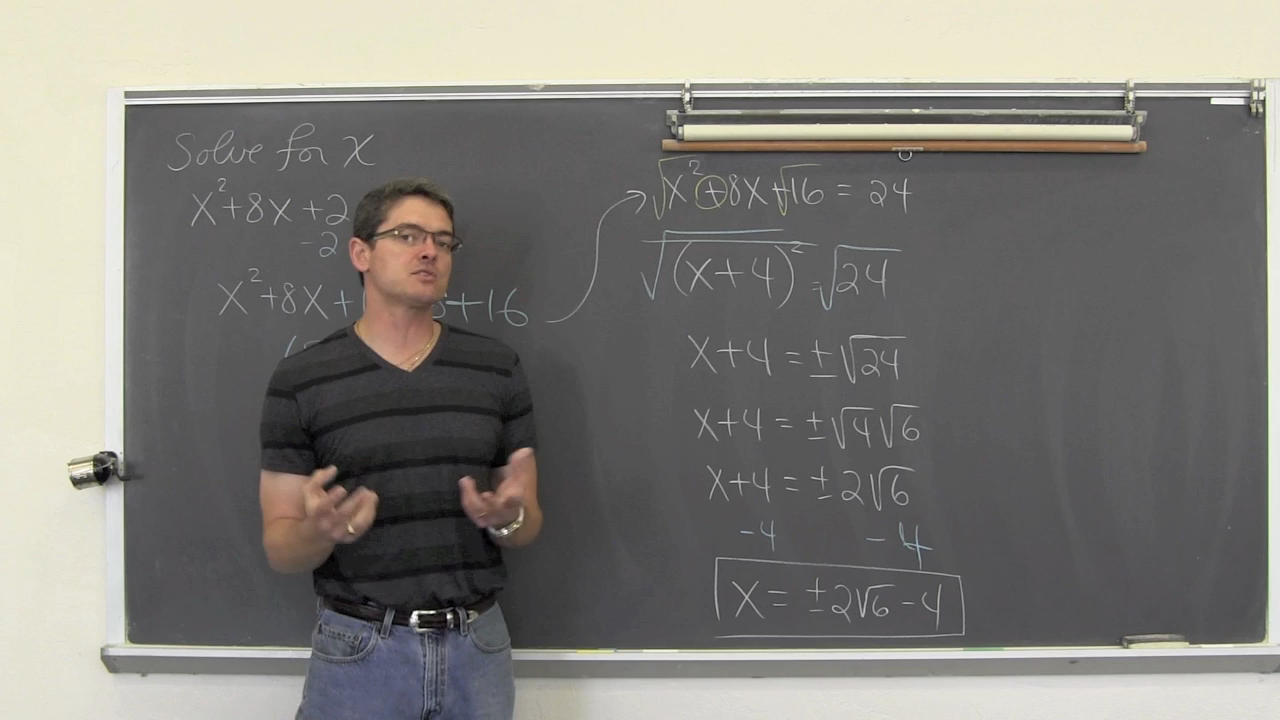 Solve for x
x²+8x+2
-2
x²+8x+
+16
√x²+8x+√16 = 24
√(x+4)² = √24
x+4 = ±√24
x+4 = ±√4√6
x+4 = ±2√6
-4 -4
x = ±2√6 - 4